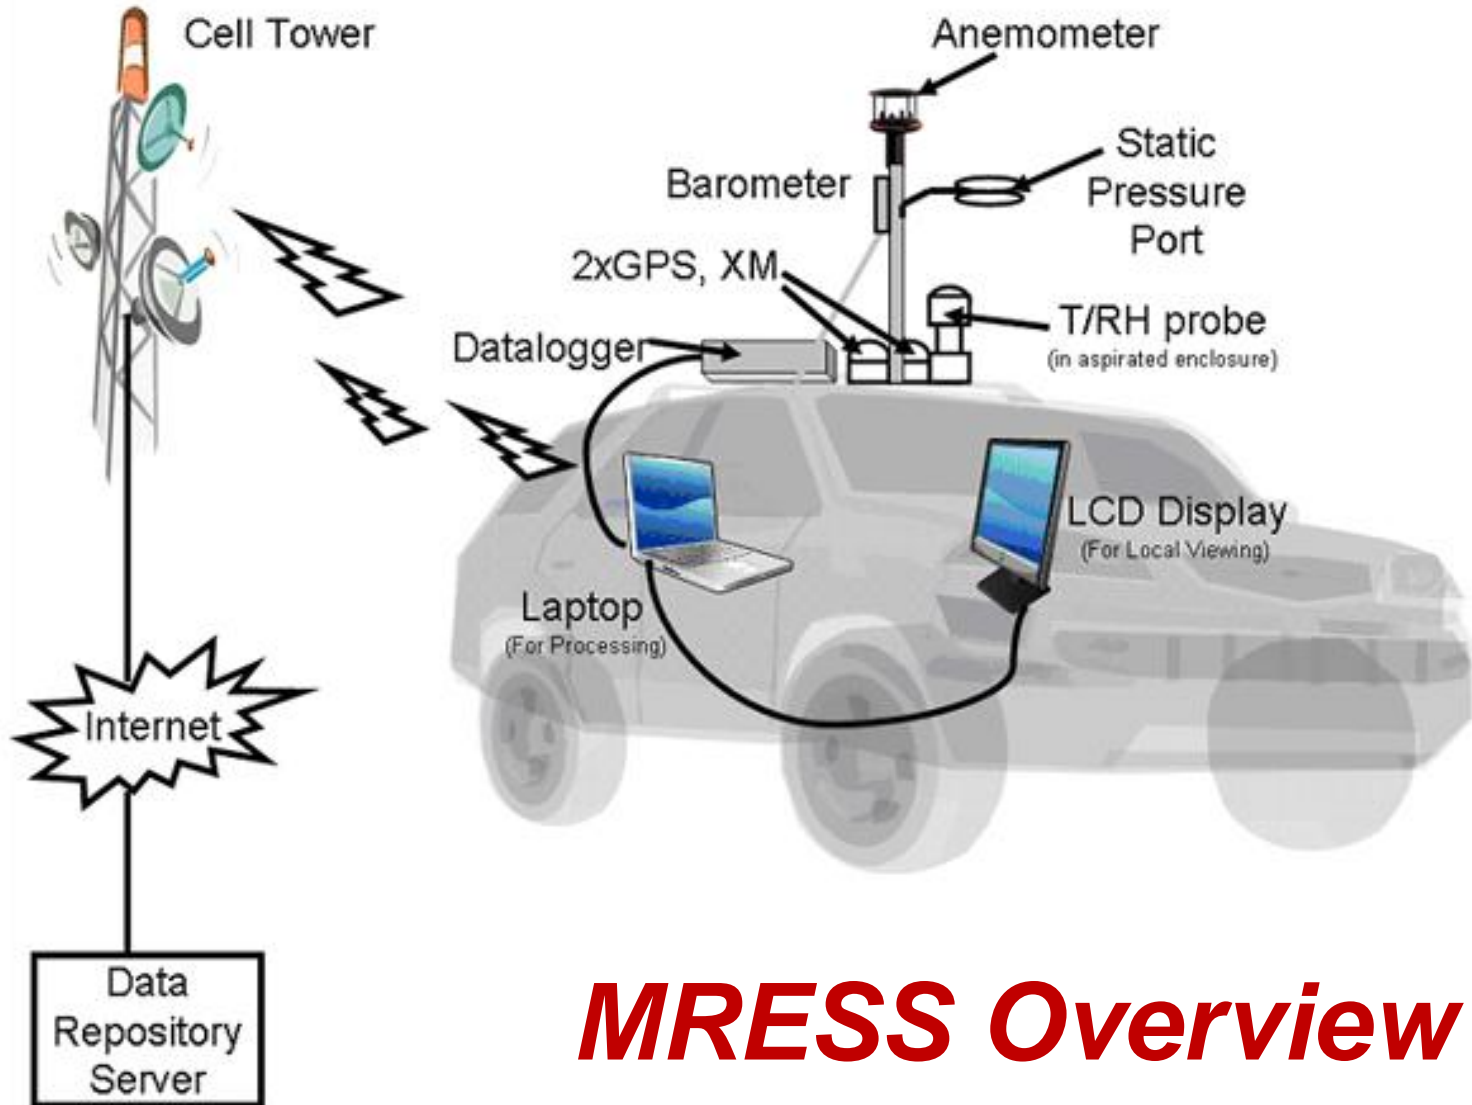 Cell Tower
Anemometer
Static
Pressure
Port
Barometer
2xGPS, XM
T/RH probe
(in aspirated enclosure)
Datalogger
LCD Display
(For Local Viewing)
Laptop
(For Processing)
Internet
Data
Repository
Server
MRESS Overview